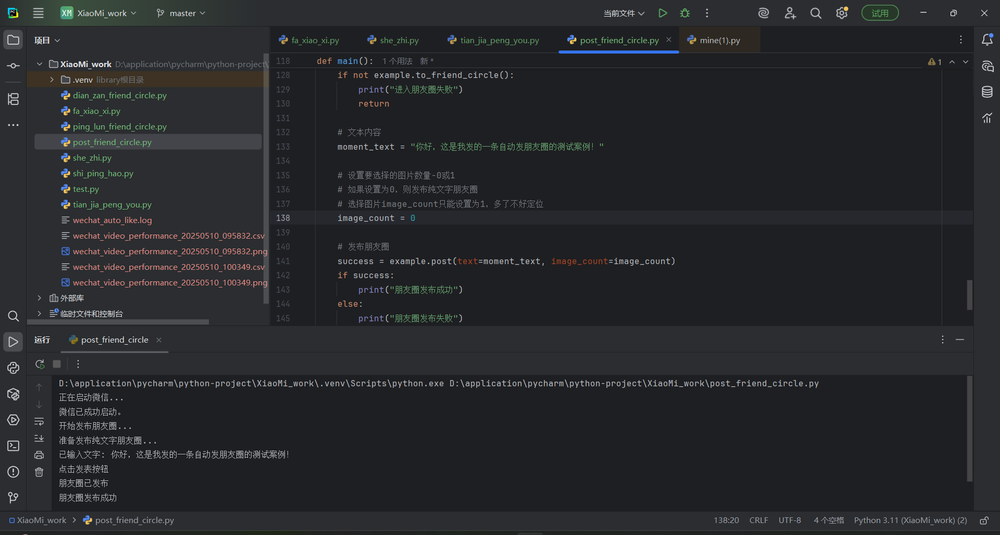 XM XiaoMi_work master 当前文件 试用
项目
XiaoMi_work D:\application\pycharm\python-project\
.venv library根目录
dian_zan_friend_circle.py
fa_xiao_xi.py
ping_lun_friend_circle.py
post_friend_circle.py
she_zhi.py
shi_ping_hao.py
test.py
tian_jia_peng_you.py
wechat_auto_like.log
wechat_video_performance_20250510_095832.csv
wechat_video_performance_20250510_095832.png
wechat_video_performance_20250510_100349.csv
wechat_video_performance_20250510_100349.png
外部库
临时文件和控制台
fa_xiao_xi.py she_zhi.py tian_jia_peng_you.py post_friend_circle.py mine(1).py
118 def main(): 1个用法 新 * 1
128 if not example.to_friend_circle():
129 print("进入朋友圈失败")
130 return
131
132 # 文本内容
133 moment_text = "你好，这是我发的一条自动发朋友圈的测试案例！"
134
135 # 设置要选择的图片数量-0或1
136 # 如果设置为0，则发布纯文字朋友圈
137 # 选择图片image_count只能设置为1，多了不好定位
138 image_count = 0
139
140 # 发布朋友圈
141 success = example.post(text=moment_text, image_count=image_count)
142 if success:
143 print("朋友圈发布成功")
144 else:
145 print("朋友圈发布失败")
运行 post_friend_circle
D:\application\pycharm\python-project\XiaoMi_work\.venv\Scripts\python.exe D:\application\pycharm\python-project\XiaoMi_work\post_friend_circle.py
正在启动微信...
微信已成功启动。
开始发布朋友圈...
准备发布纯文字朋友圈...
已输入文字: 你好，这是我发的一条自动发朋友圈的测试案例！
点击发表按钮
朋友圈已发布
朋友圈发布成功
XiaoMi_work post_friend_circle.py 138:20 CRLF UTF-8 4个空格 Python 3.11 (XiaoMi_work) (2)